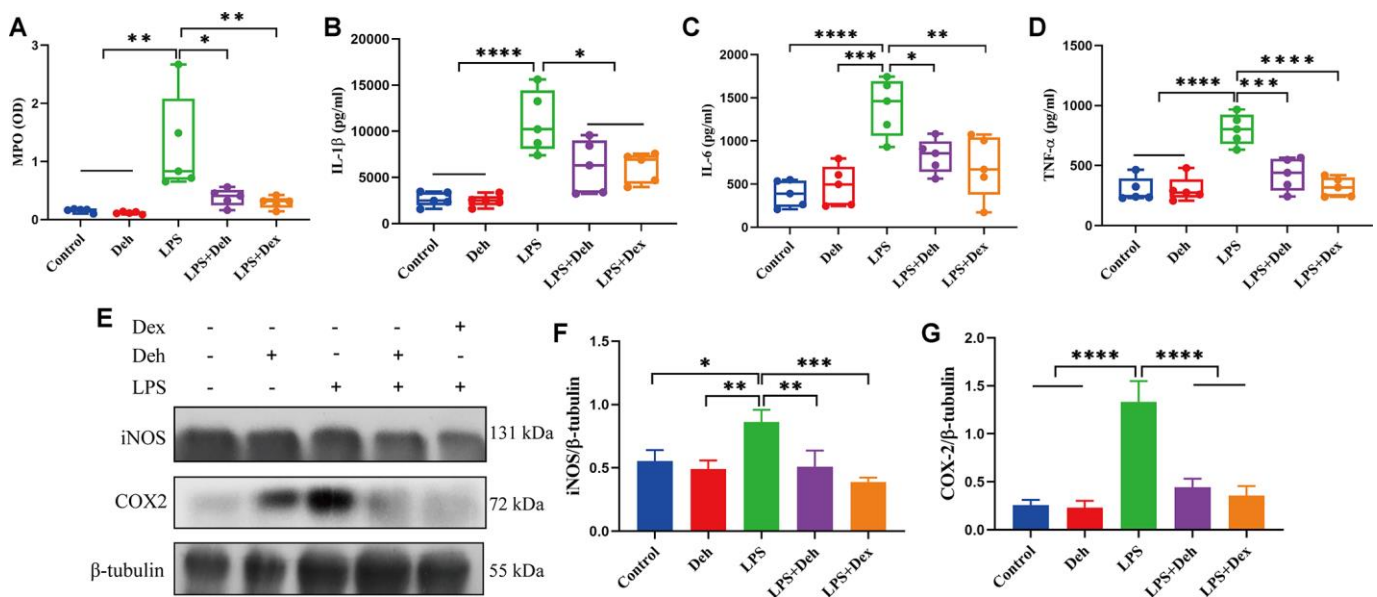 A
MPO (OD)
3
2
1
0
** * **
Control Deh LPS LPS+Deh LPS+Dex
B
IL-1β (pg/ml)
20000
15000
10000
5000
0
**** *
Control Deh LPS LPS+Deh LPS+Dex
C
IL-6 (pg/ml)
2000
1500
1000
500
0
**** **
*** *
Control Deh LPS LPS+Deh LPS+Dex
D
TNF-α (pg/ml)
1500
1000
500
0
**** *** ****
Control Deh LPS LPS+Deh LPS+Dex
E
Dex - - - - +
Deh - + - + -
LPS - - + + +
iNOS 131 kDa
COX2 72 kDa
β-tubulin 55 kDa
F
iNOS/β-tubulin
1.5
1.0
0.5
0.0
* ***
** **
Control Deh LPS LPS+Deh LPS+Dex
G
COX-2/β-tubulin
2.0
1.5
1.0
0.5
0.0
**** ****
Control Deh LPS LPS+Deh LPS+Dex